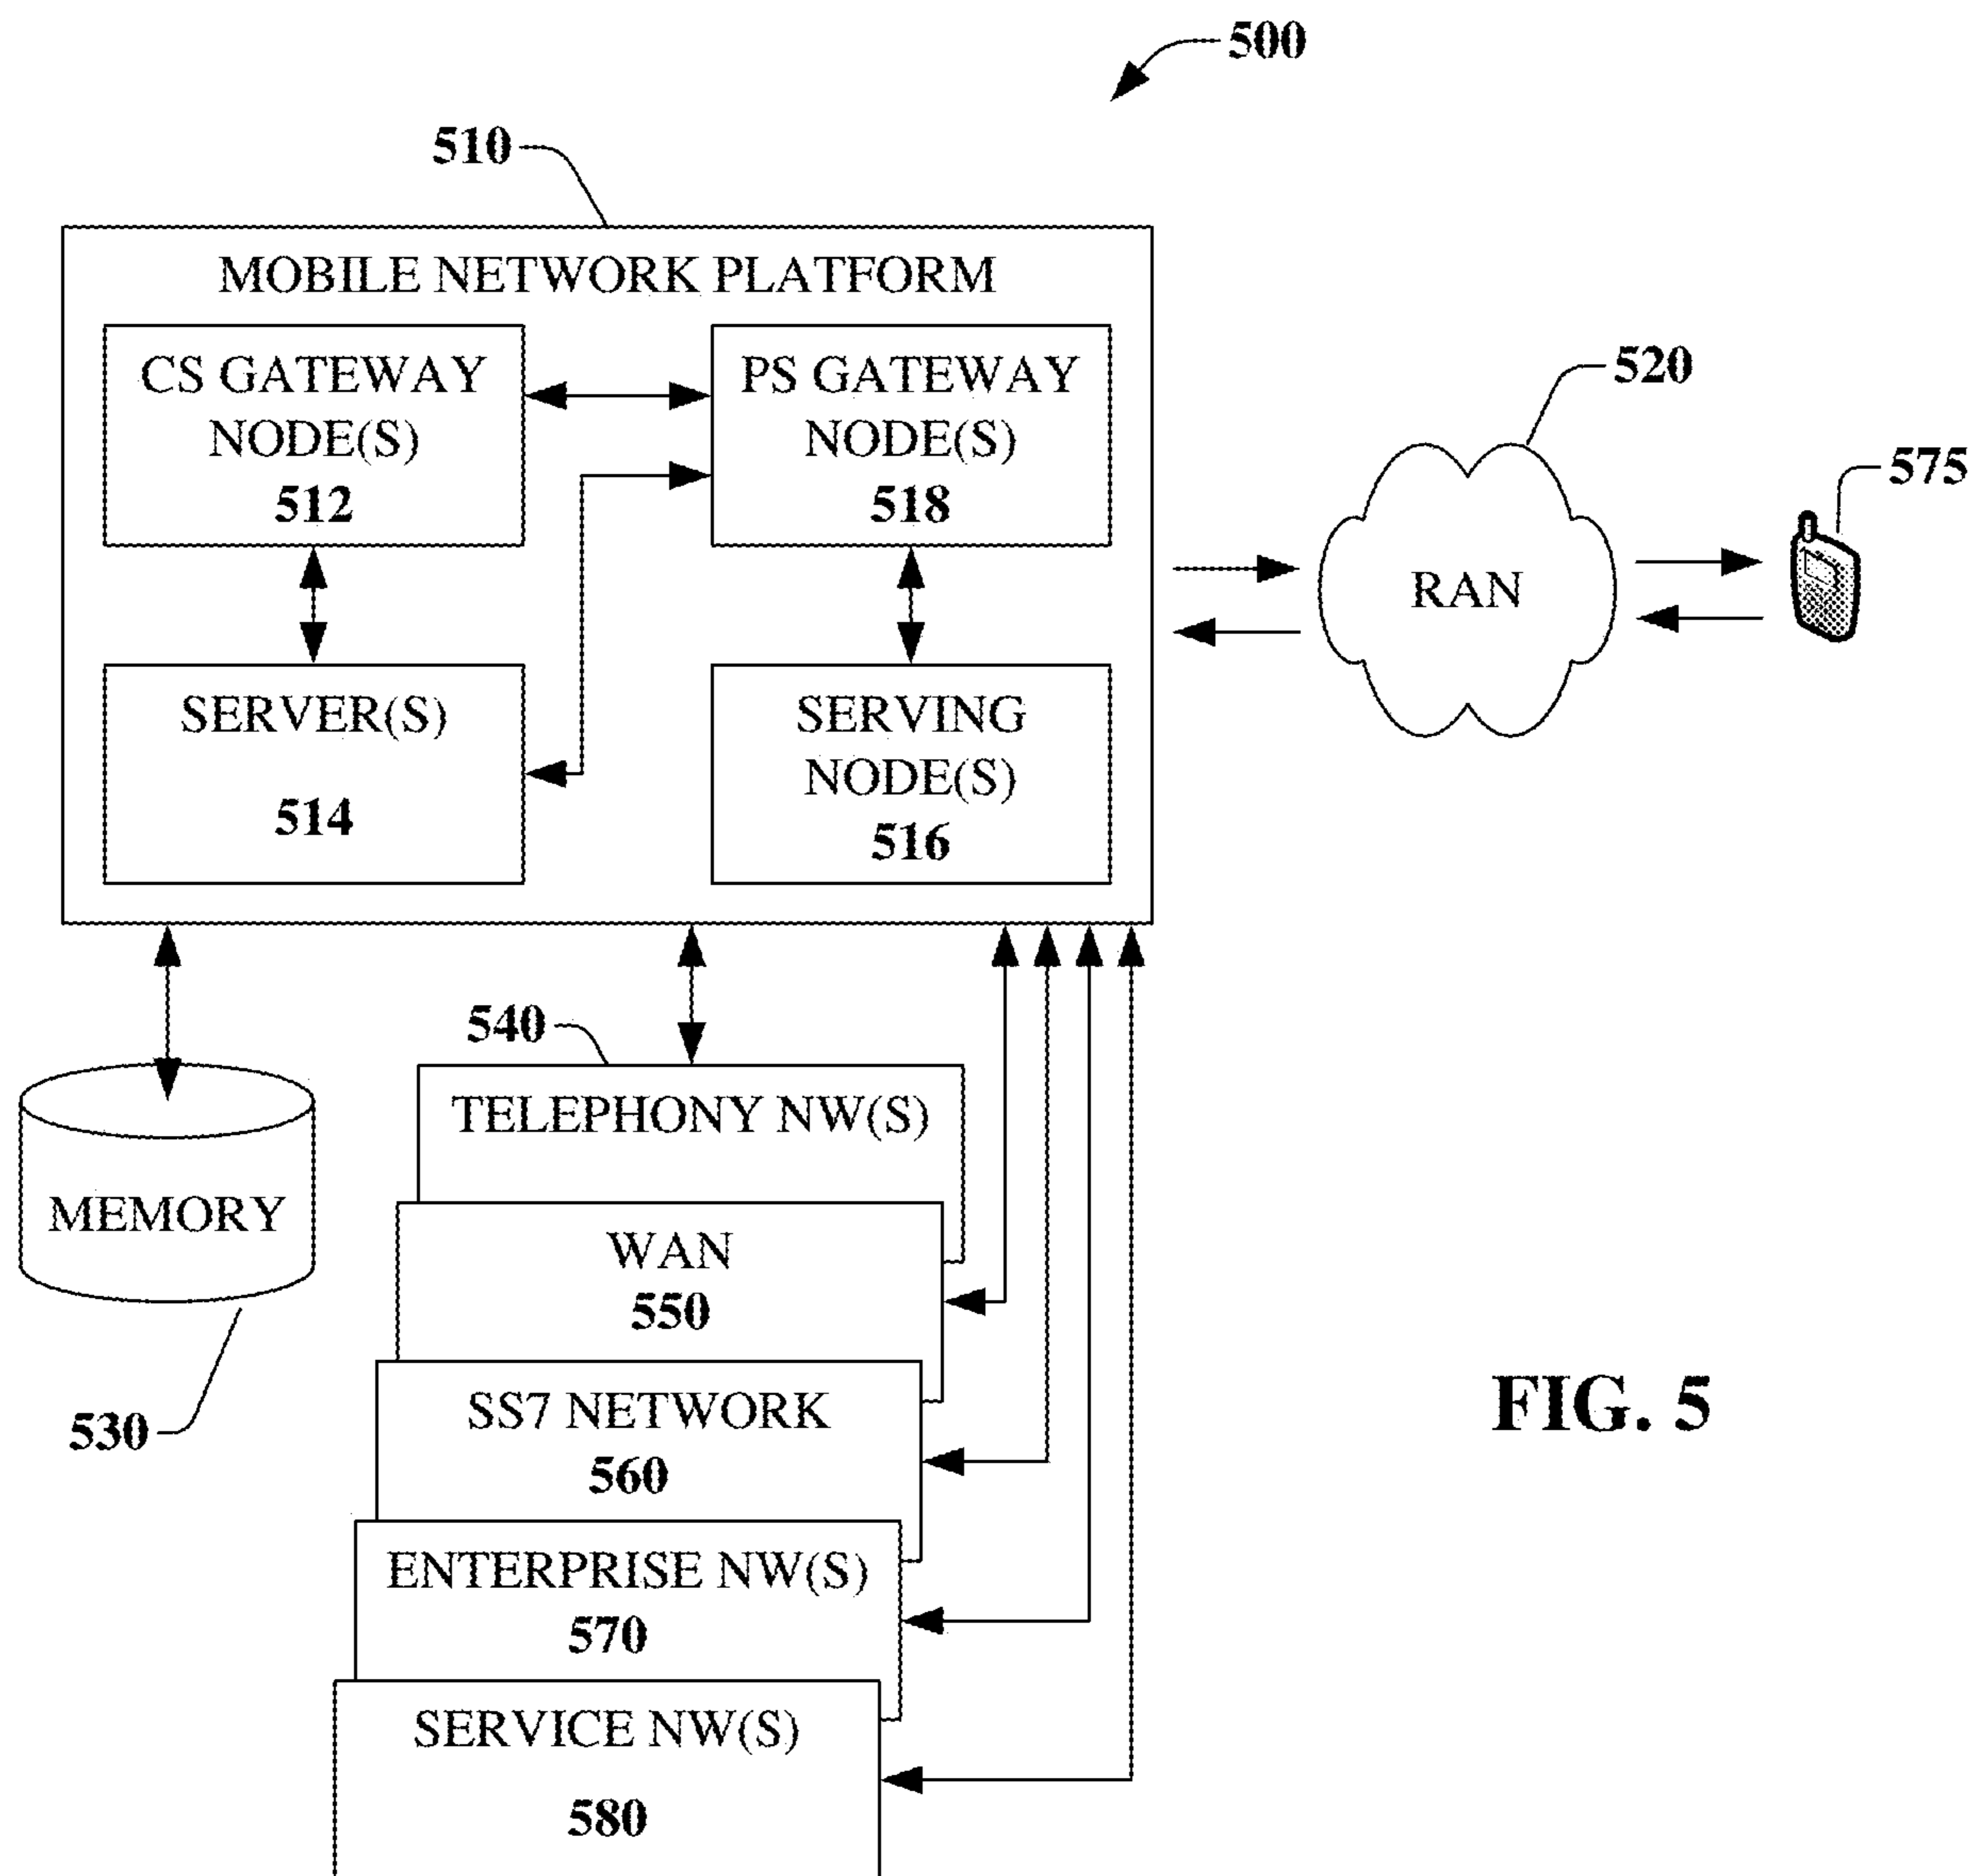 500
510
MOBILE NETWORK PLATFORM
CS GATEWAY
NODE(S)
512
PS GATEWAY
NODE(S)
518
520
575
RAN
SERVER(S)
514
SERVING
NODE(S)
516
540
TELEPHONY NW(S)
MEMORY
530
WAN
550
SS7 NETWORK
560
ENTERPRISE NW(S)
570
SERVICE NW(S)
580
FIG. 5